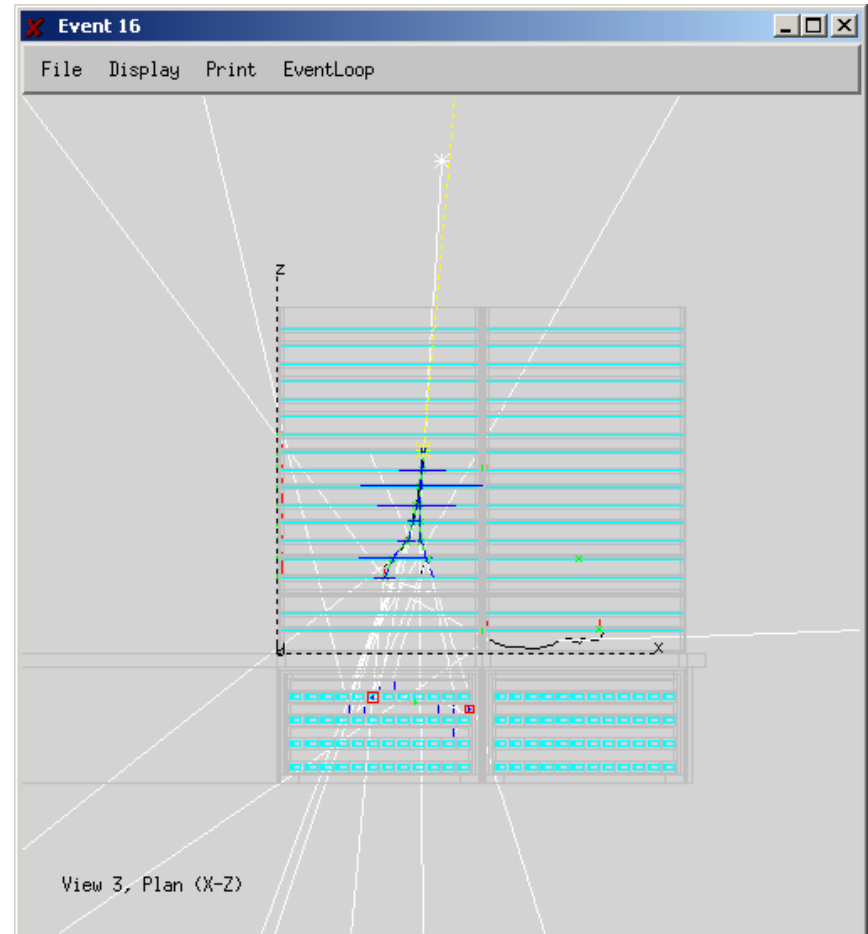 Event 16
File Display Print EventLoop
z
y x
View 3, Plan (X-Z)